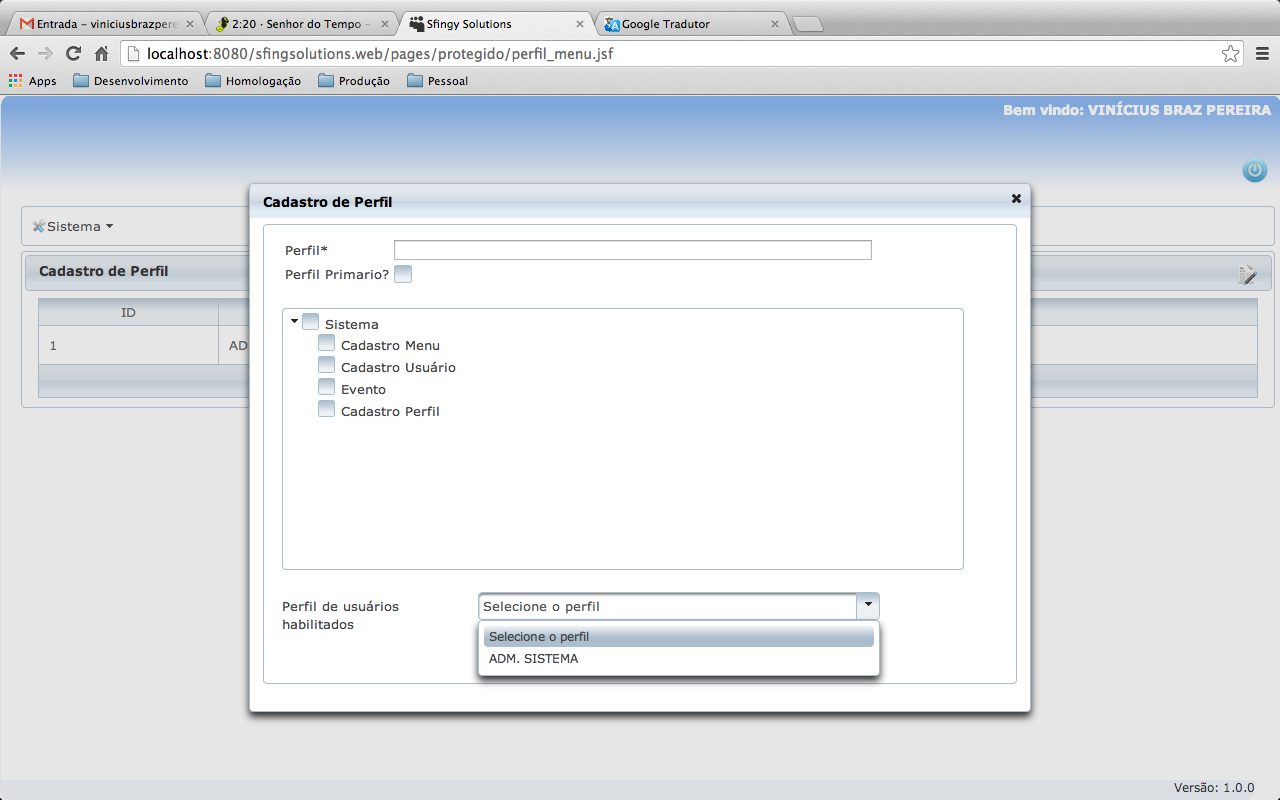 Entrada – viniciusbrazpere
2:20 · Senhor do Tempo –
Sfingy Solutions
Google Tradutor
localhost:8080/sfingsolutions.web/pages/protegido/perfil_menu.jsf
Apps Desenvolvimento Homologação Produção Pessoal
Bem vindo: VINÍCIUS BRAZ PEREIRA
Sistema
Cadastro de Perfil
ID
1 AD
Cadastro de Perfil
Perfil*
Perfil Primario?
Sistema
Cadastro Menu
Cadastro Usuário
Evento
Cadastro Perfil
Perfil de usuários
habilitados
Selecione o perfil
Selecione o perfil
ADM. SISTEMA
Versão: 1.0.0